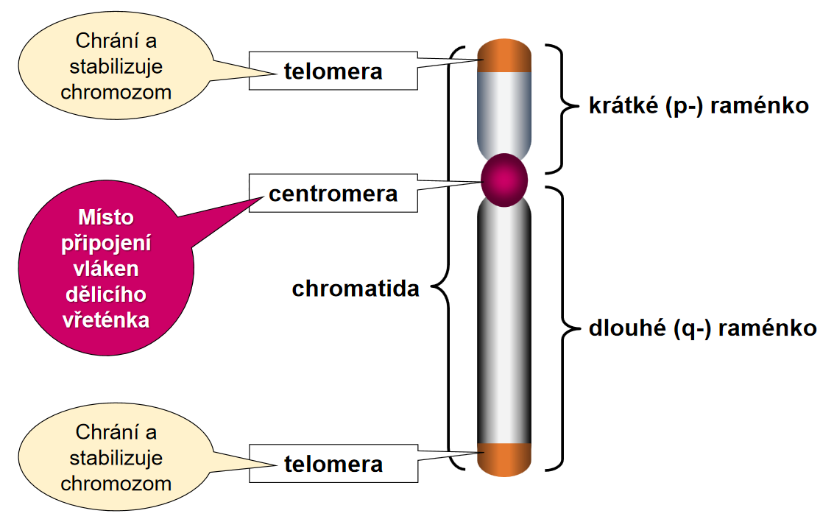 Chrání a
stabilizuje
chromozom
telomera
krátké (p-) raménko
centromera
Místo
připojení
vláken
dělicího
vřeténka
chromatida
dlouhé (q-) raménko
Chrání a
stabilizuje
chromozom
telomera